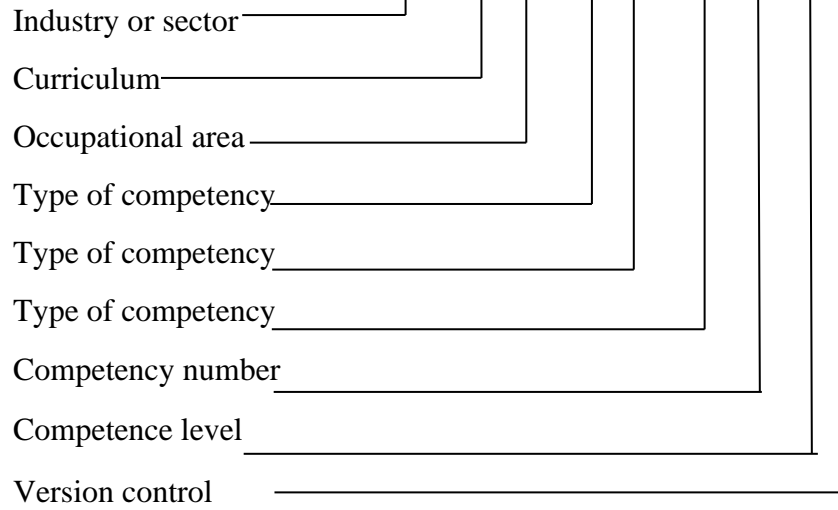 Industry or sector
Curriculum
Occupational area
Type of competency
Type of competency
Type of competency
Competency number
Competence level
Version control